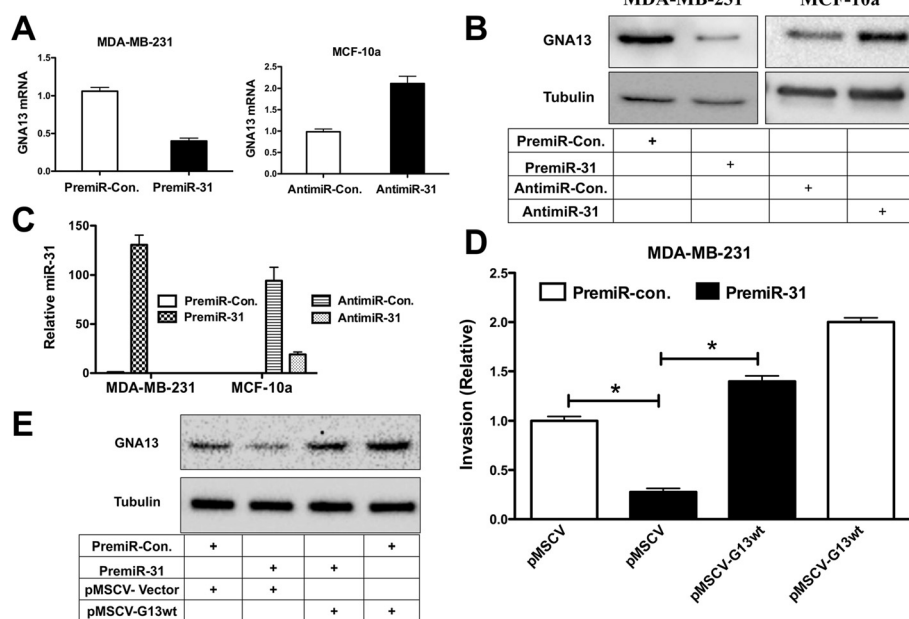 A
MDA-MB-231
GNA13 mRNA
1.5
1.0
0.5
0.0
PremiR-Con. PremiR-31
MCF-10a
GNA13 mRNA
2.5
2.0
1.5
1.0
0.5
0.0
AntimiR-Con. AntimiR-31
B
MDA-MB-231 MCF-10a
GNA13
Tubulin
PremiR-Con. +
PremiR-31 +
AntimiR-Con. +
AntimiR-31 +
C
Relative miR-31
150
100
50
0
PremiR-Con.
PremiR-31
AntimiR-Con.
AntimiR-31
MDA-MB-231 MCF-10a
D
MDA-MB-231
Invasion (Relative)
2.5
2.0
1.5
1.0
0.5
0.0
PremiR-con. PremiR-31
* *
pMSCV pMSCV pMSCV-G13wt pMSCV-G13wt
E
GNA13
Tubulin
PremiR-Con. + +
PremiR-31 + +
pMSCV- Vector + +
pMSCV-G13wt + +